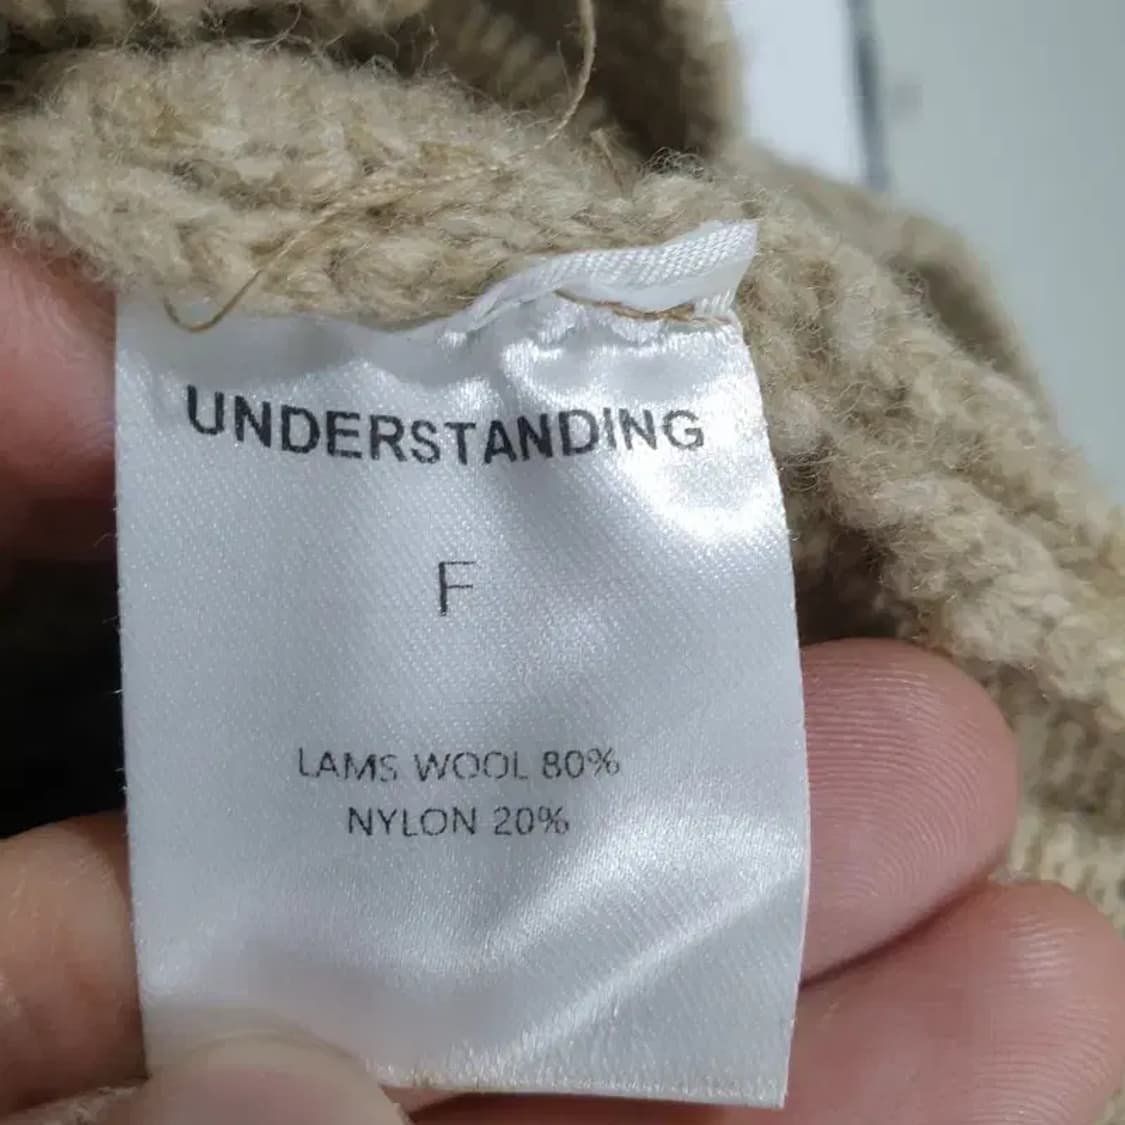 UNDERSTANDING
F
LAMS WOOL 80%
NYLON 20%